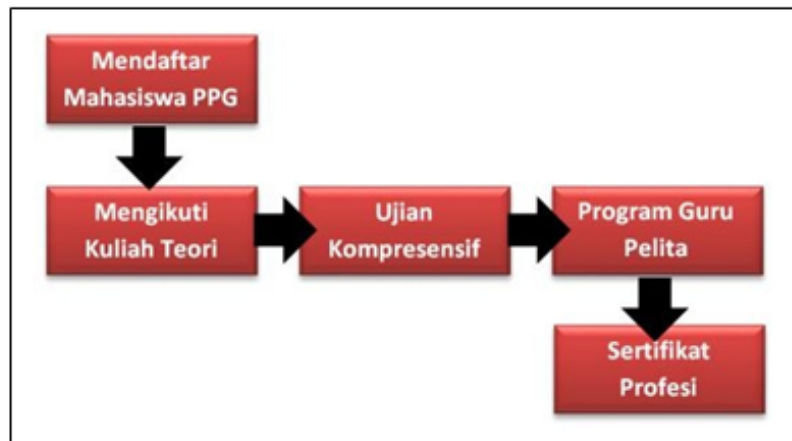 Mendaftar
Mahasiswa PPG
Mengikuti
Kuliah Teori
Ujian
Kompresensif
Program Guru
Pelita
Sertifikat
Profesi